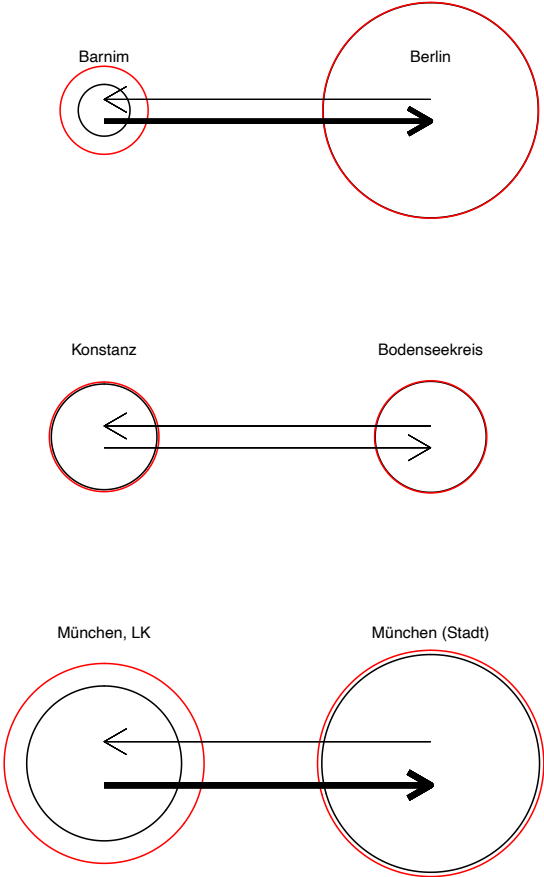 Barnim
Berlin
Konstanz
Bodenseekreis
München, LK
München (Stadt)